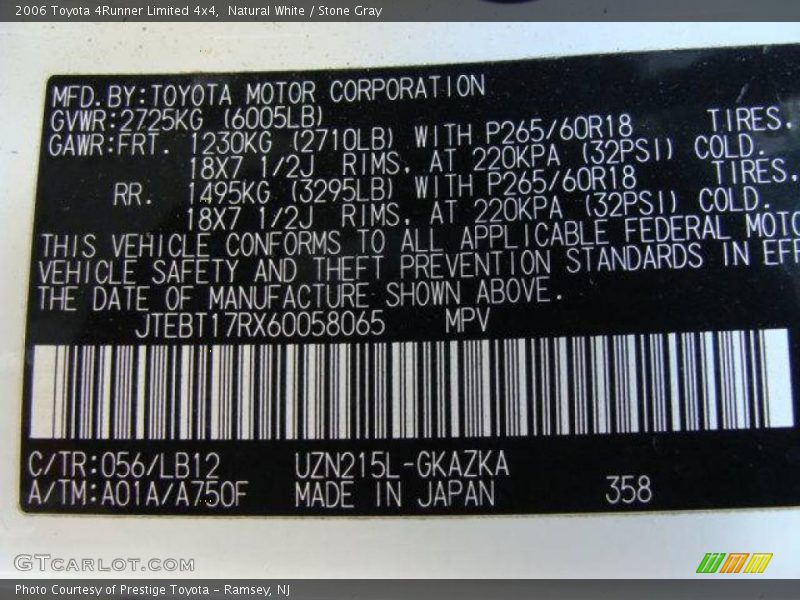 2006 Toyota 4Runner Limited 4x4,  Natural White / Stone Gray
MFD. BY: TOYOTA MOTOR CORPORATION
GVWR: 2725KG (6005LB)
GAWR: FRT. 1230KG (2710LB) WITH P265/60R18 TIRES.
18X7 1/2J RIMS. AT 220KPA (32PSI) COLD.
RR. 1495KG (3295LB) WITH P265/60R18 TIRES.
18X7 1/2J RIMS. AT 220KPA (32PSI) COLD.
THIS VEHICLE CONFORMS TO ALL APPLICABLE FEDERAL MOTO
VEHICLE SAFETY AND THEFT PREVENTION STANDARDS IN EFF
THE DATE OF MANUFACTURE SHOWN ABOVE.
JTEBT17RX60058065 MPV
C/TR: 056/LB12 UZN215L-GKAZKA
A/TM: A01A/A750F MADE IN JAPAN 358
GTCARLOT.COM
Photo Courtesy of Prestige Toyota - Ramsey, NJ